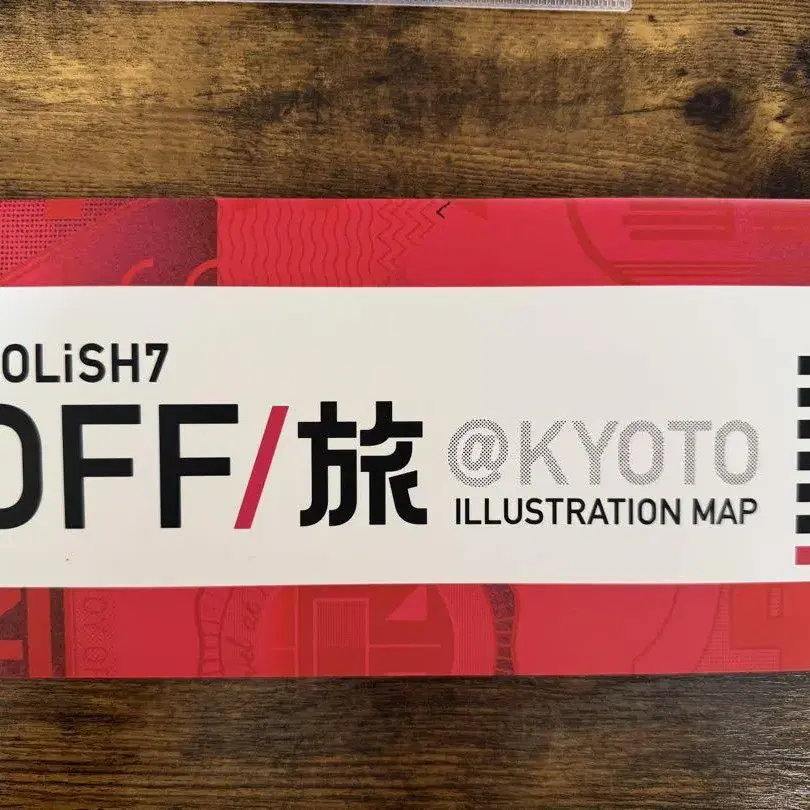 OLiSH7
OFF/旅
@KYOTO
ILLUSTRATION MAP